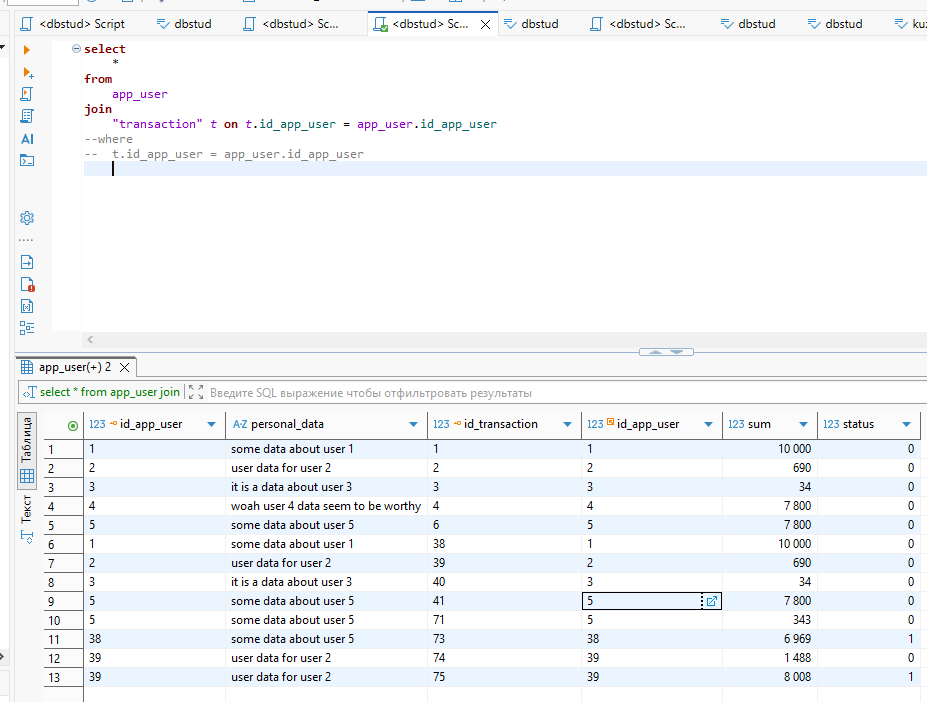 <dbstud> Script dbstud <dbstud> Sc... <dbstud> Sc... dbstud <dbstud> Sc... dbstud dbstud
select
*
from
app_user
join
"transaction" t on t.id_app_user = app_user.id_app_user
--where
-- t.id_app_user = app_user.id_app_user
AI
app_user(+) 2
select * from app_user join Введите SQL выражение чтобы отфильтровать результаты
Таблица
Текст
123 id_app_user A-Z personal_data 123 id_transaction 123 id_app_user 123 sum 123 status
1 1 some data about user 1 1 1 10 000 0
2 2 user data for user 2 2 2 690 0
3 3 it is a data about user 3 3 3 34 0
4 4 woah user 4 data seem to be worthy 4 4 7 800 0
5 5 some data about user 5 6 5 7 800 0
6 1 some data about user 1 38 1 10 000 0
7 2 user data for user 2 39 2 690 0
8 3 it is a data about user 3 40 3 34 0
9 5 some data about user 5 41 5 7 800 0
10 5 some data about user 5 71 5 343 0
11 38 some data about user 5 73 38 6 969 1
12 39 user data for user 2 74 39 1 488 0
13 39 user data for user 2 75 39 8 008 1